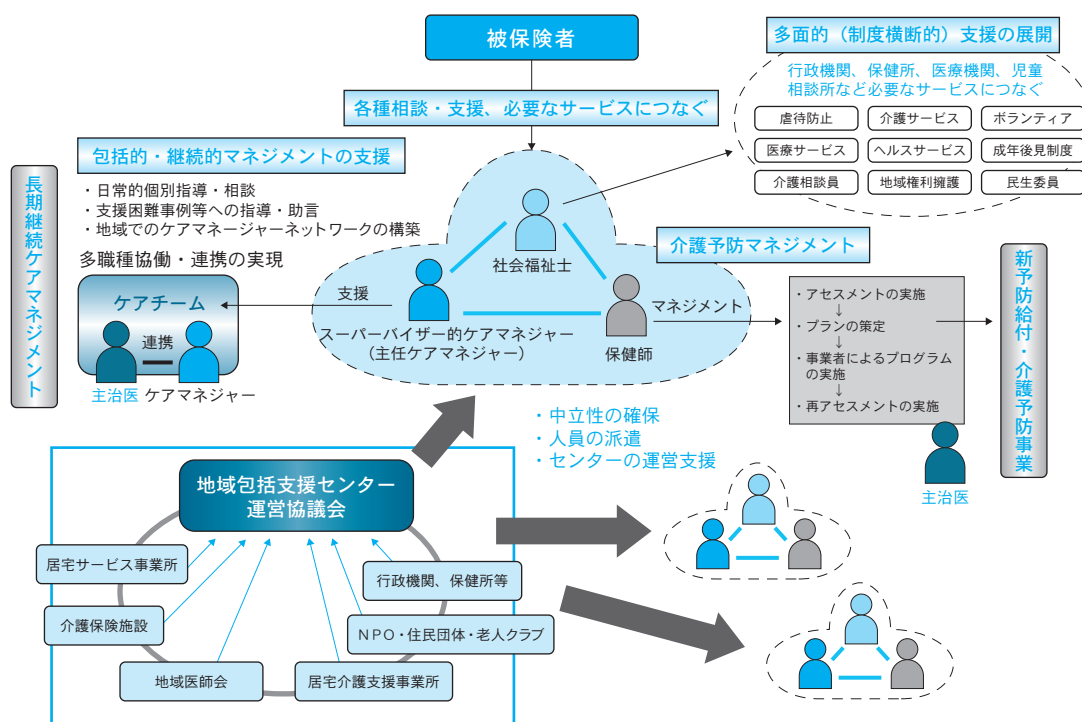 被保険者
各種相談・支援、必要なサービスにつなぐ
多面的（制度横断的）支援の展開
行政機関、保健所、医療機関、児童
相談所など必要なサービスにつなぐ
虐待防止
介護サービス
ボランティア
医療サービス
ヘルスサービス
成年後見制度
介護相談員
地域権利擁護
民生委員
包括的・継続的マネジメントの支援
・日常的個別指導・相談
・支援困難事例等への指導・助言
・地域でのケアマネージャーネットワークの構築
多職種協働・連携の実現
長期継続ケアマネジメント
ケアチーム
連携
主治医
ケアマネジャー
支援
社会福祉士
スーパーバイザー的ケアマネジャー
（主任ケアマネジャー）
保健師
マネジメント
介護予防マネジメント
・アセスメントの実施
↓
・プランの策定
↓
・事業者によるプログラム
の実施
↓
・再アセスメントの実施
主治医
新予防給付・介護予防事業
・中立性の確保
・人員の派遣
・センターの運営支援
地域包括支援センター
運営協議会
居宅サービス事業所
介護保険施設
地域医師会
居宅介護支援事業所
ＮＰＯ・住民団体・老人クラブ
行政機関、保健所等